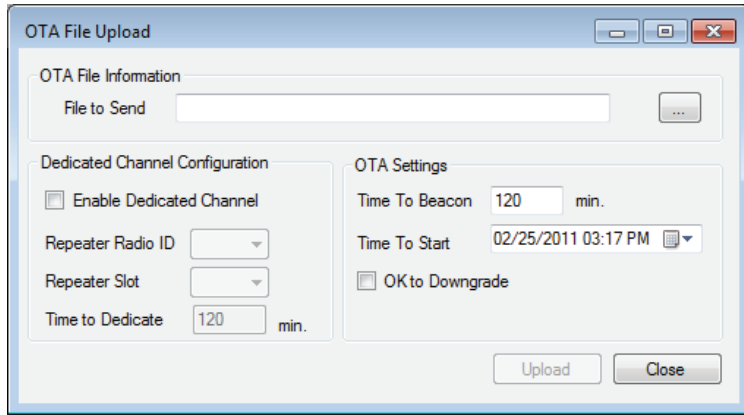 OTA File Upload
OTA File Information
File to Send
...
Dedicated Channel Configuration
Enable Dedicated Channel
Repeater Radio ID
Repeater Slot
Time to Dedicate 120 min.
OTA Settings
Time To Beacon 120 min.
Time To Start 02/25/2011 03:17 PM
OK to Downgrade
Upload Close